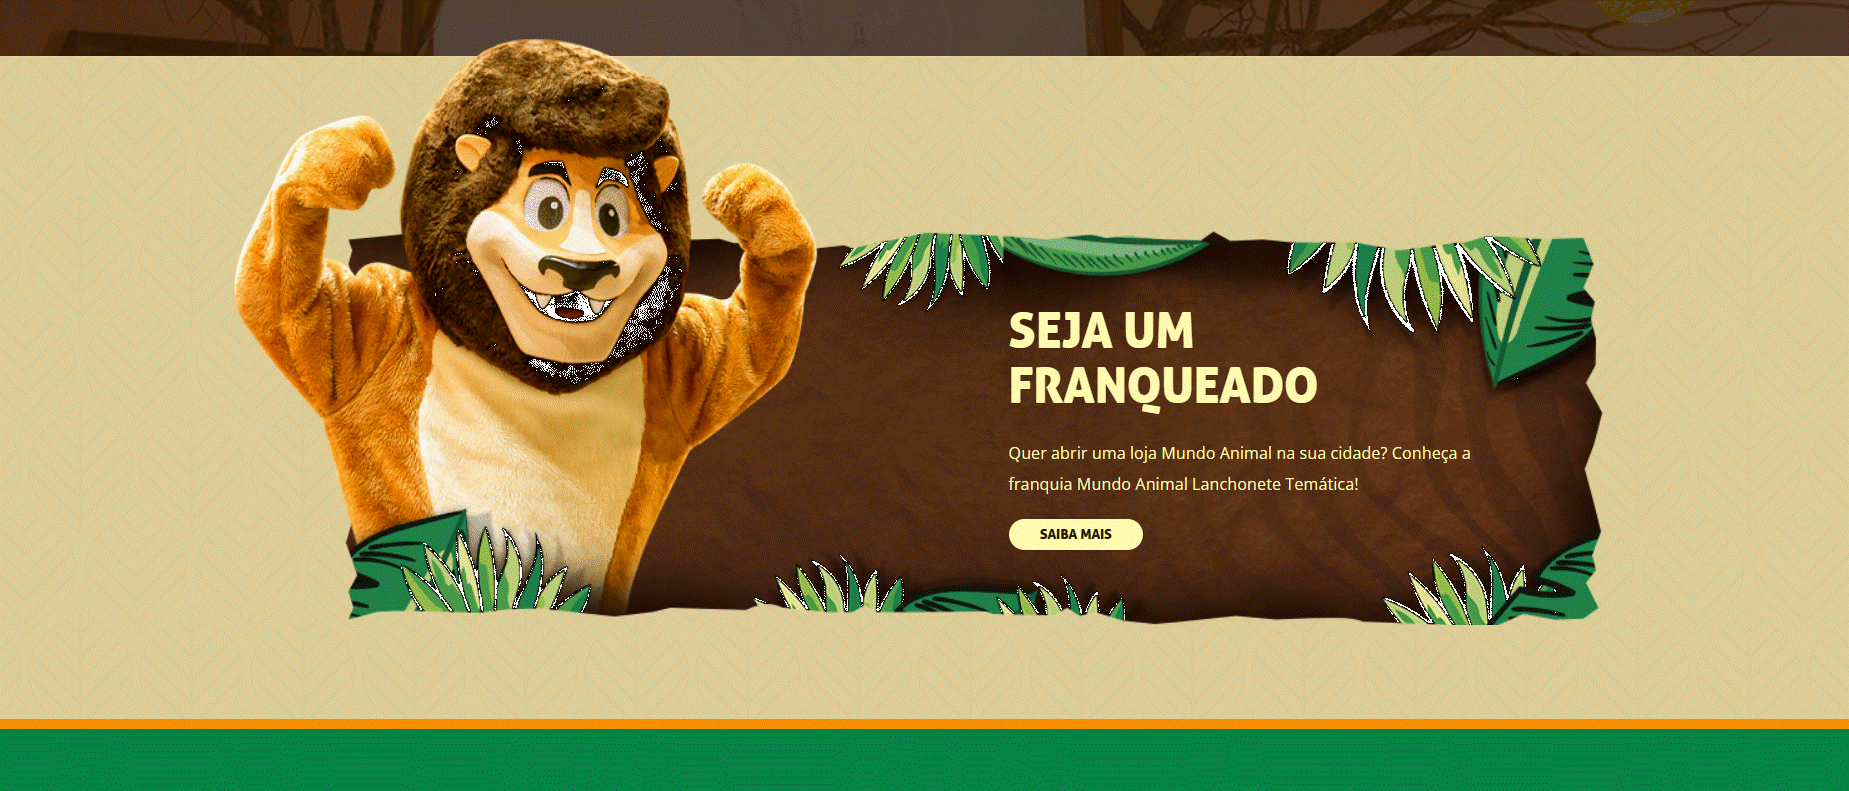 SEJA UM
FRANQUEADO
Quer abrir uma loja Mundo Animal na sua cidade? Conheça a
franquia Mundo Animal Lanchonete Temática!
SAIBA MAIS